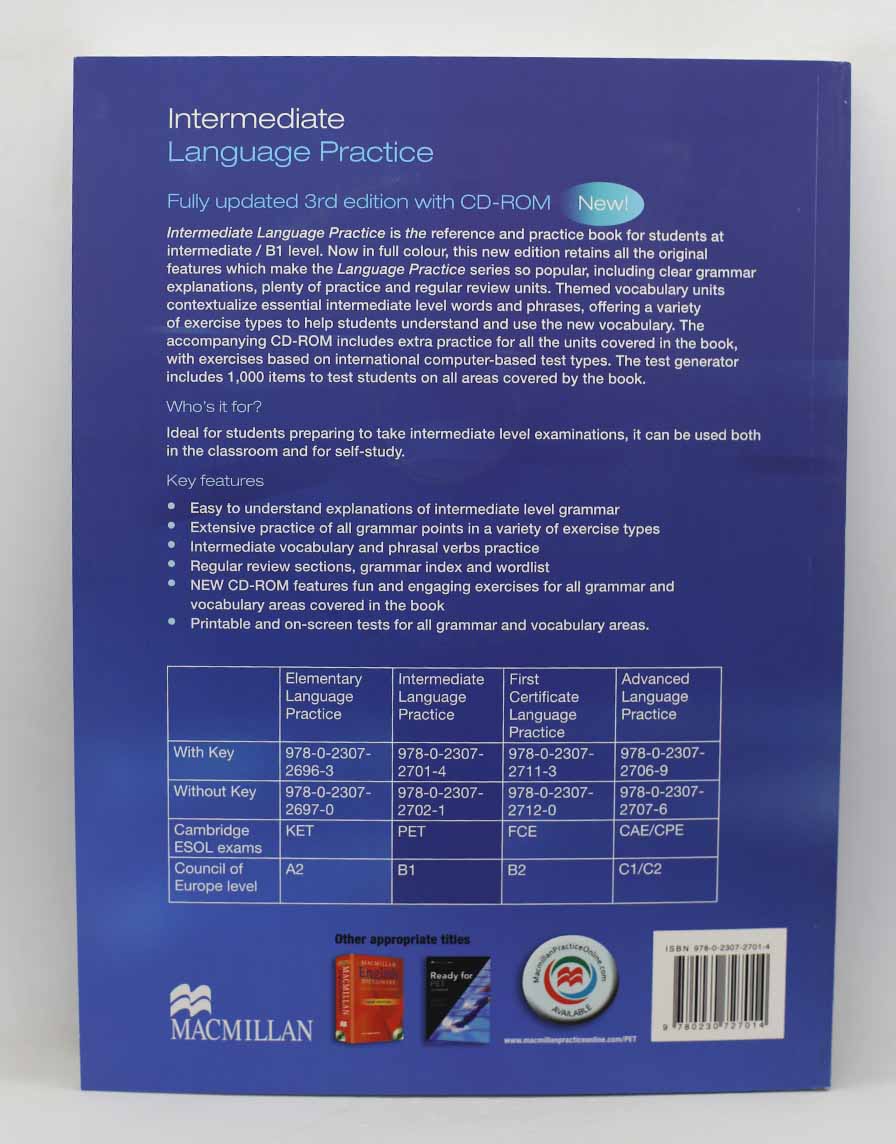 Intermediate
Language Practice
Fully updated 3rd edition with CD-ROM New!
Intermediate Language Practice is the reference and practice book for students at
intermediate / B1 level. Now in full colour, this new edition retains all the original
features which make the Language Practice series so popular, including clear grammar
explanations, plenty of practice and regular review units. Themed vocabulary units
contextualize essential intermediate level words and phrases, offering a variety
of exercise types to help students understand and use the new vocabulary. The
accompanying CD-ROM includes extra practice for all the units covered in the book,
with exercises based on international computer-based test types. The test generator
includes 1,000 items to test students on all areas covered by the book.
Who's it for?
Ideal for students preparing to take intermediate level examinations, it can be used both
in the classroom and for self-study.
Key features
• Easy to understand explanations of intermediate level grammar
• Extensive practice of all grammar points in a variety of exercise types
• Intermediate vocabulary and phrasal verbs practice
• Regular review sections, grammar index and wordlist
• NEW CD-ROM features fun and engaging exercises for all grammar and
vocabulary areas covered in the book
• Printable and on-screen tests for all grammar and vocabulary areas.
Elementary Language Practice
Intermediate Language Practice
First Certificate Language Practice
Advanced Language Practice
With Key 978-0-2307-2696-3 978-0-2307-2701-4 978-0-2307-2711-3 978-0-2307-2706-9
Without Key 978-0-2307-2697-0 978-0-2307-2702-1 978-0-2307-2712-0 978-0-2307-2707-6
Cambridge ESOL exams KET PET FCE CAE/CPE
Council of Europe level A2 B1 B2 C1/C2
Other appropriate titles
MACMILLAN
MACMILLAN
English
DICTIONARY
Ready for
PET
MacmillanPracticeOnline.com
AVAILABLE
www.macmillanpracticeonline.com/PET
ISBN 978-0-2307-2701-4
9 780230 727014
MACMILLAN